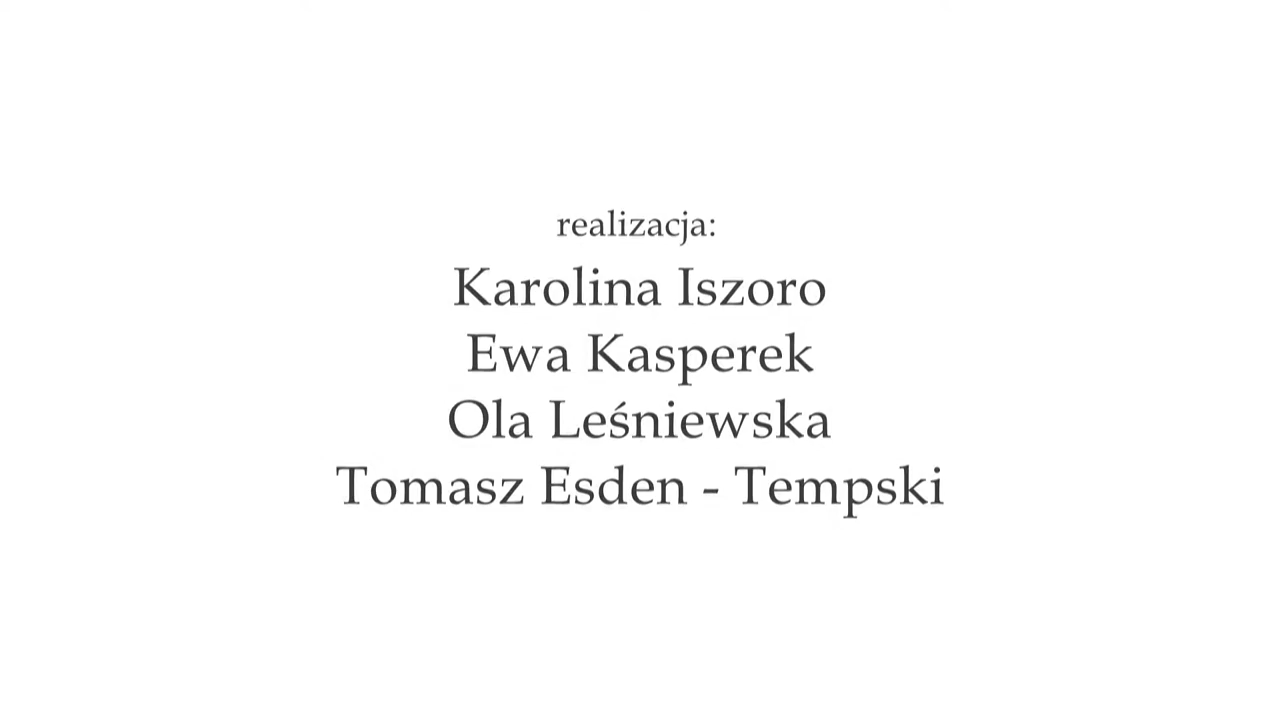 realizacja:
Karolina Iszoro
Ewa Kasperek
Ola Leśniewska
Tomasz Esden - Tempski